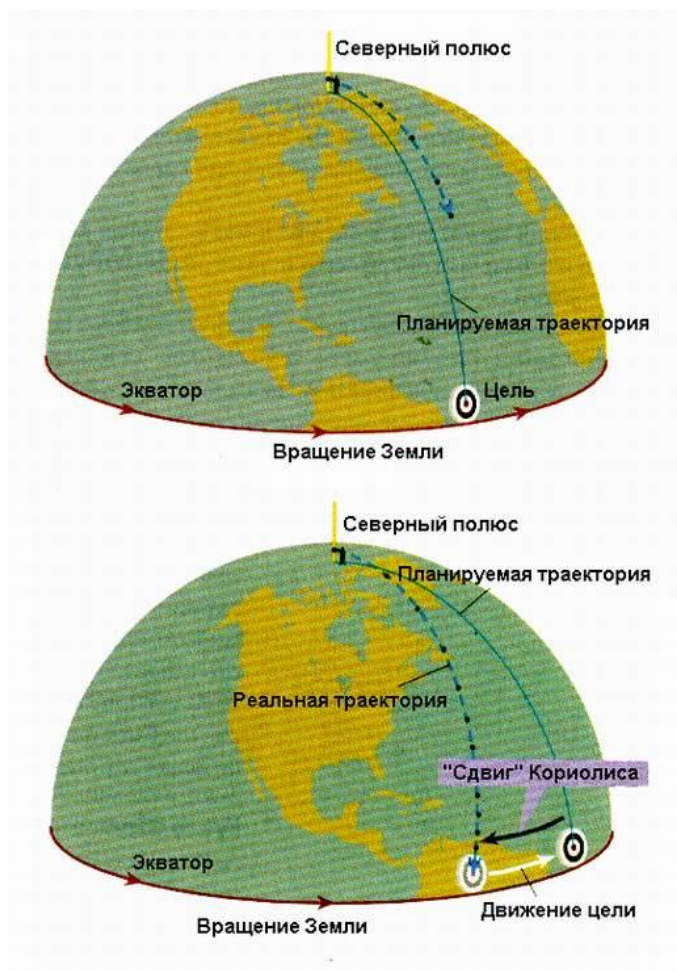 Северный полюс
Планируемая траектория
Экватор
Цель
Вращение Земли
Северный полюс
Планируемая траектория
Реальная траектория
"Сдвиг" Кориолиса
Экватор
Движение цели
Вращение Земли